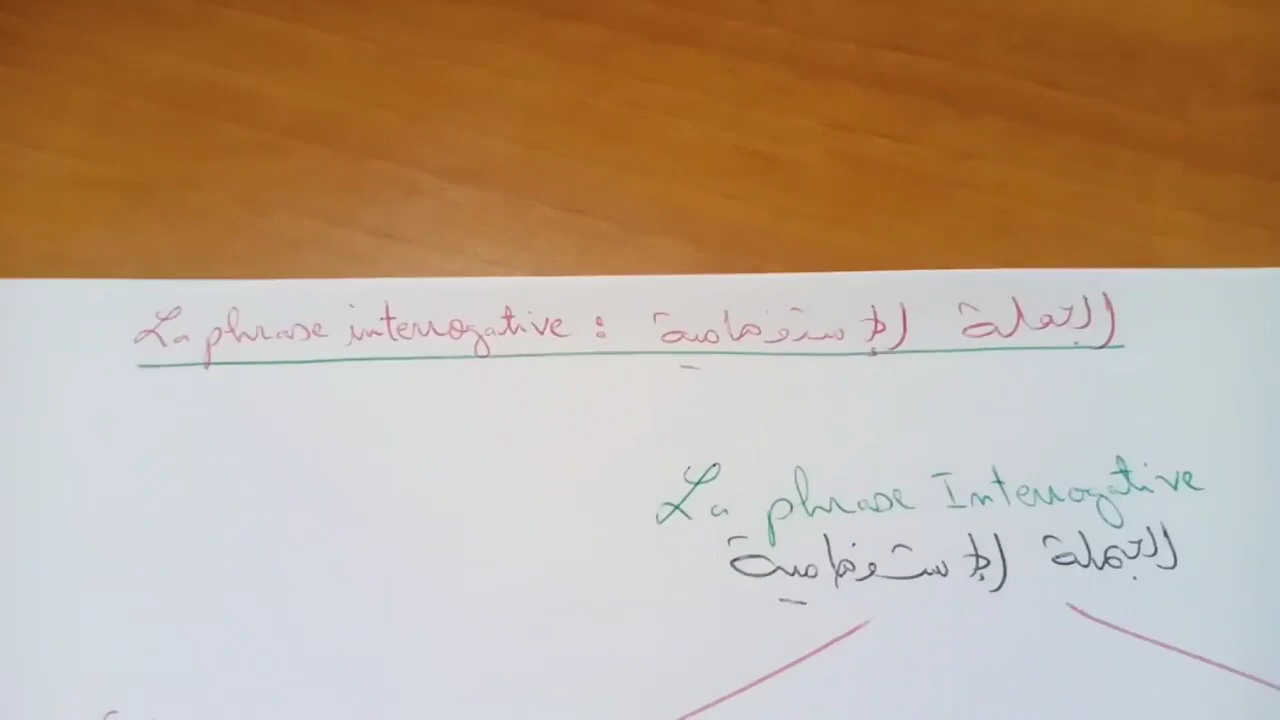 La phrase interrogative : الجملة الإستفهامية
La phrase Interrogative
الجملة الإستفهامية